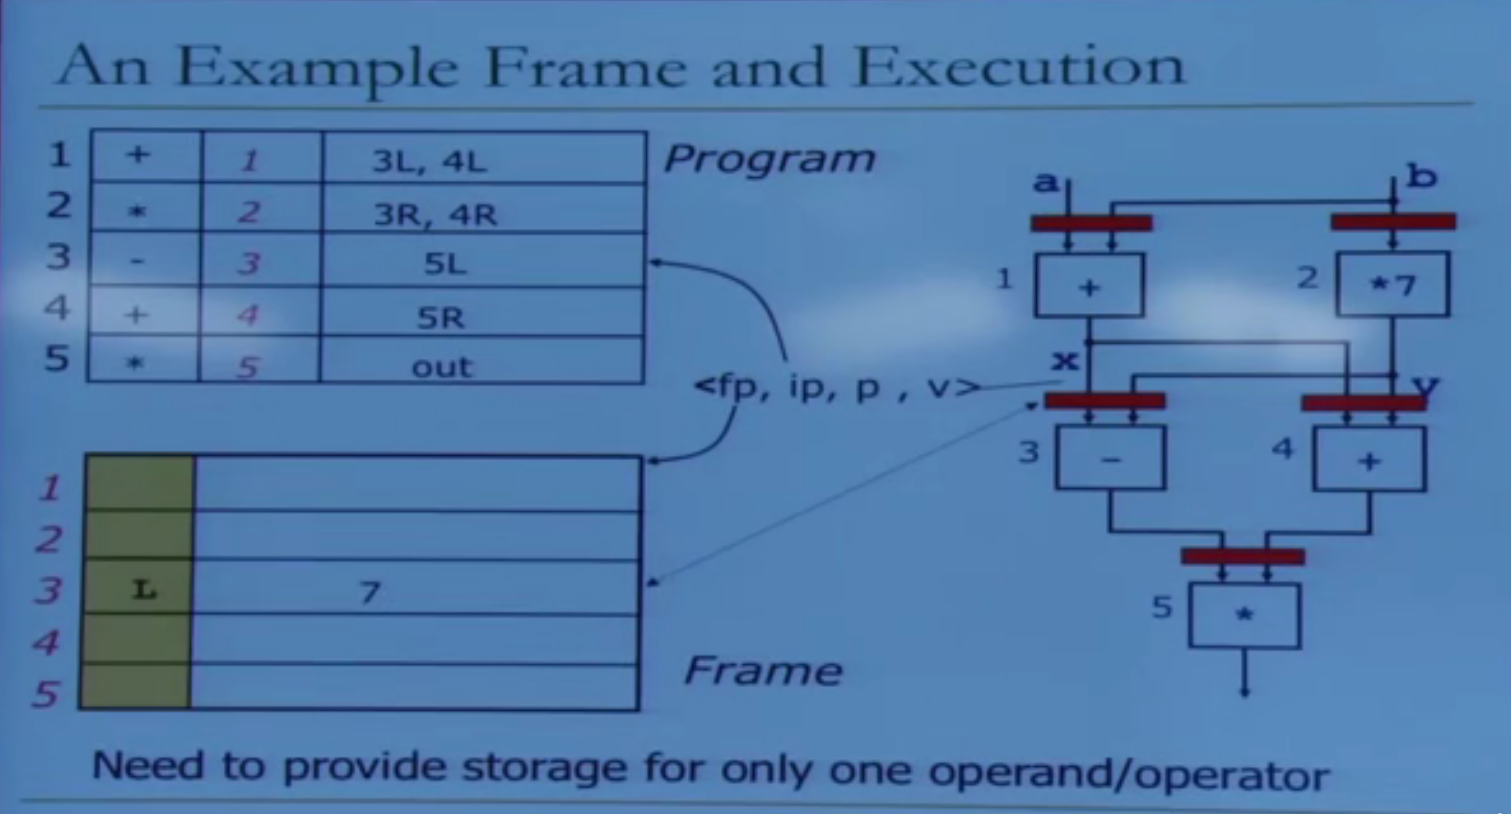 An Example Frame and Execution
1 + 1 3L, 4L
2 * 2 3R, 4R
3 - 3 5L
4 + 4 5R
5 * 5 out
Program
<fp, ip, p , v>
1
2
3 L 7
4
5
Frame
a b
1 + 2 *7
x y
3 - 4 +
5 *
Need to provide storage for only one operand/operator